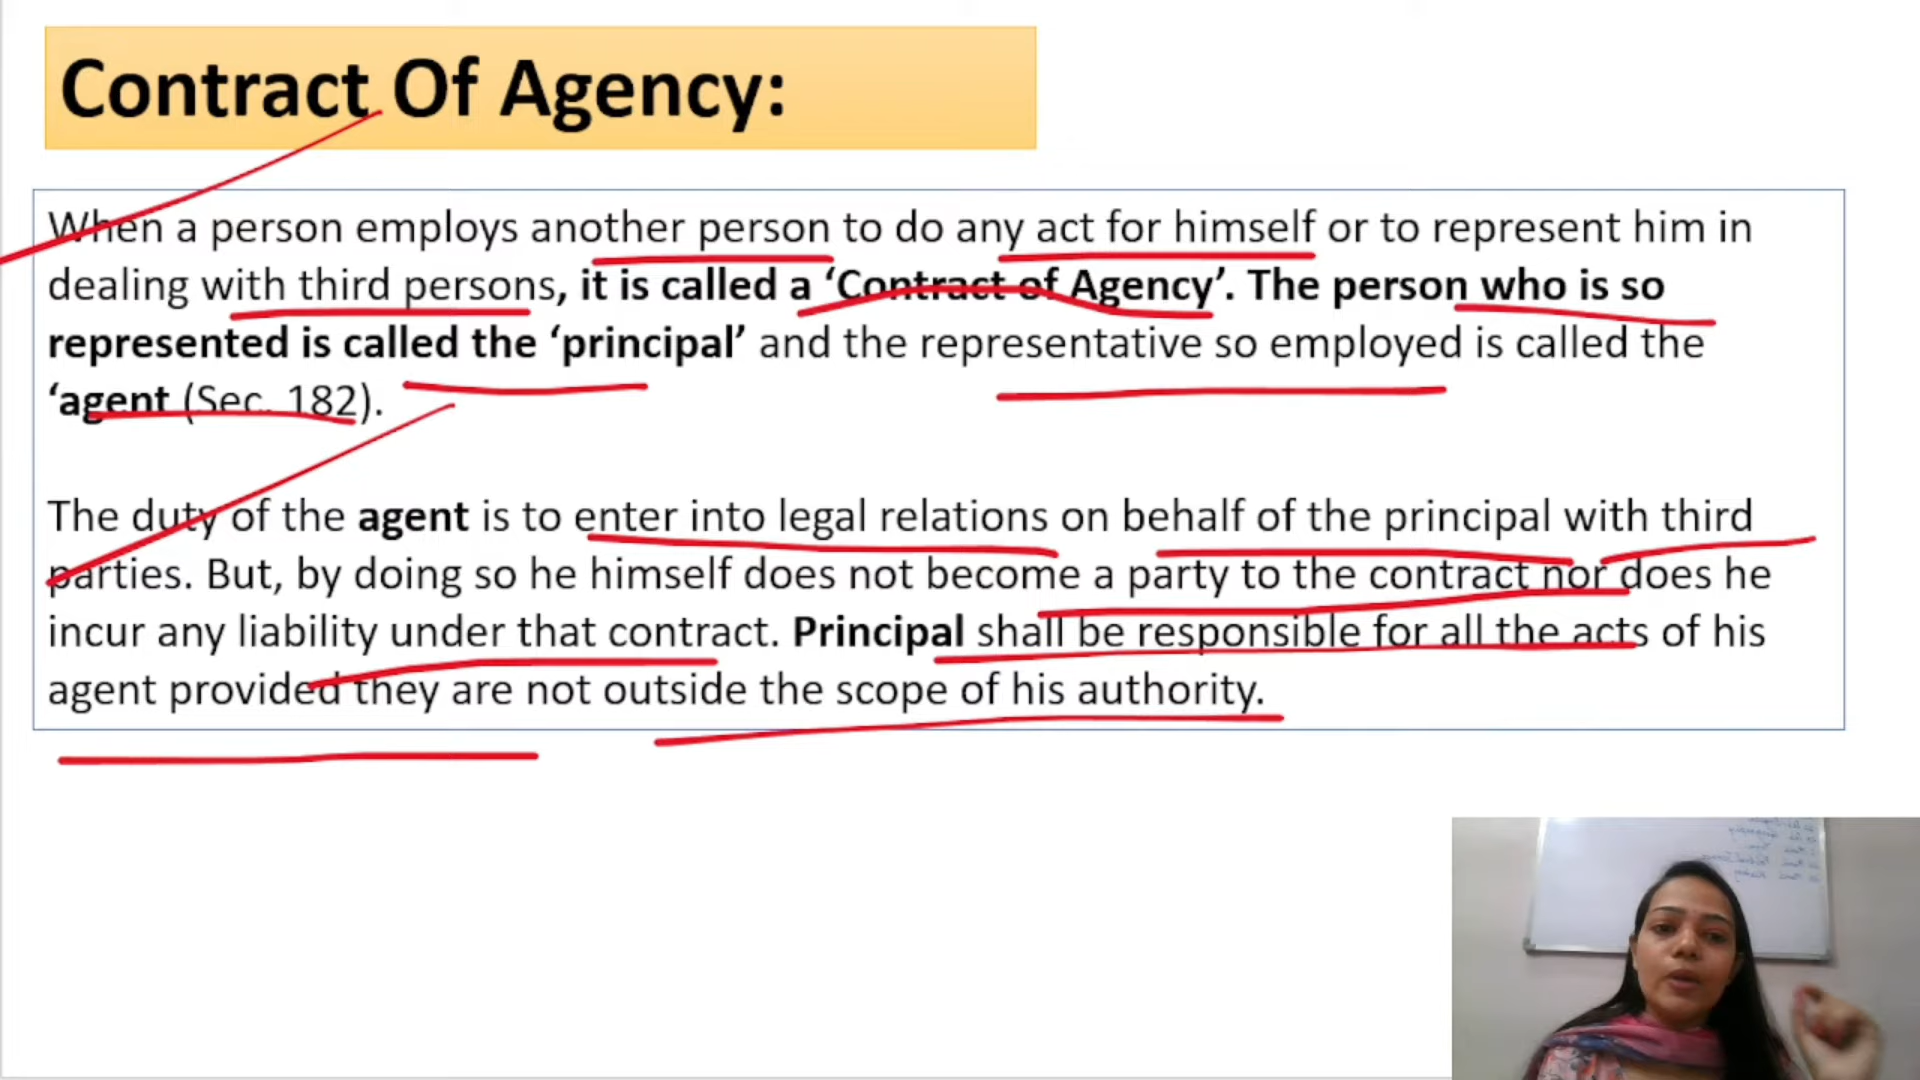 Contract Of Agency:
When a person employs another person to do any act for himself or to represent him in
dealing with third persons, it is called a ‘Contract of Agency’. The person who is so
represented is called the ‘principal’ and the representative so employed is called the
‘agent (Sec. 182).
The duty of the agent is to enter into legal relations on behalf of the principal with third
parties. But, by doing so he himself does not become a party to the contract nor does he
incur any liability under that contract. Principal shall be responsible for all the acts of his
agent provided they are not outside the scope of his authority.